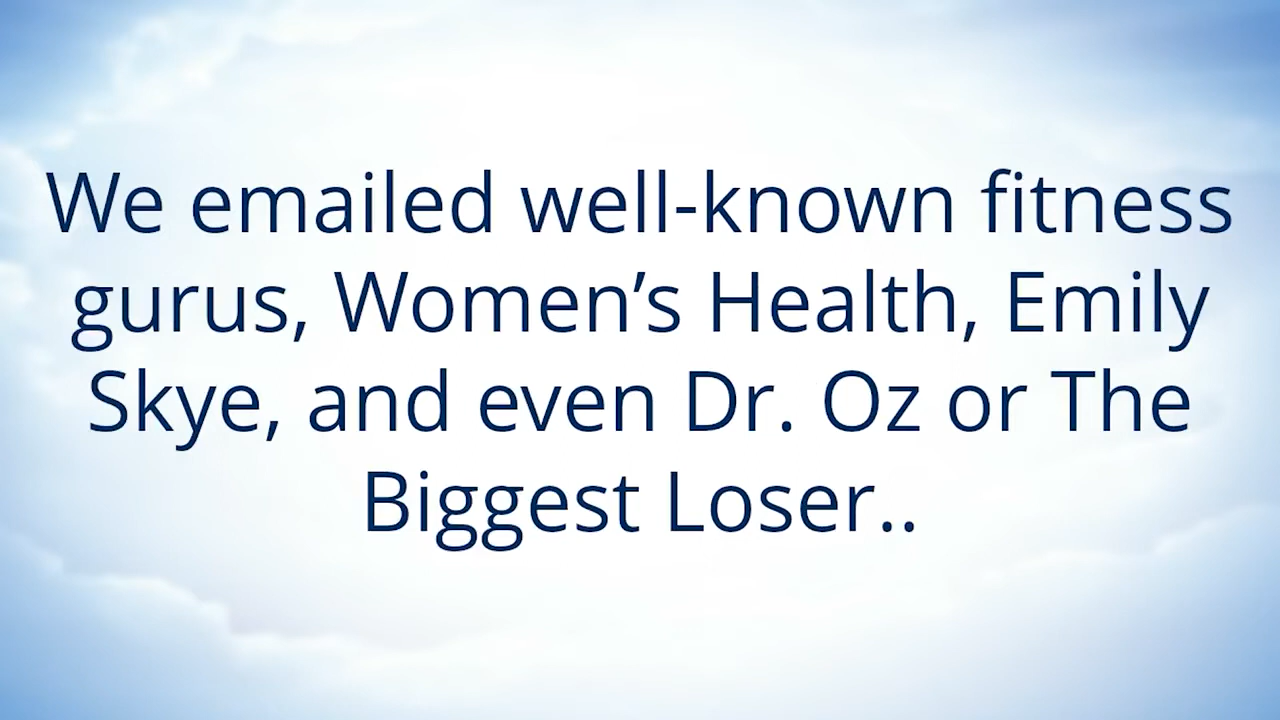 We emailed well-known fitness
gurus, Women’s Health, Emily
Skye, and even Dr. Oz or The
Biggest Loser..